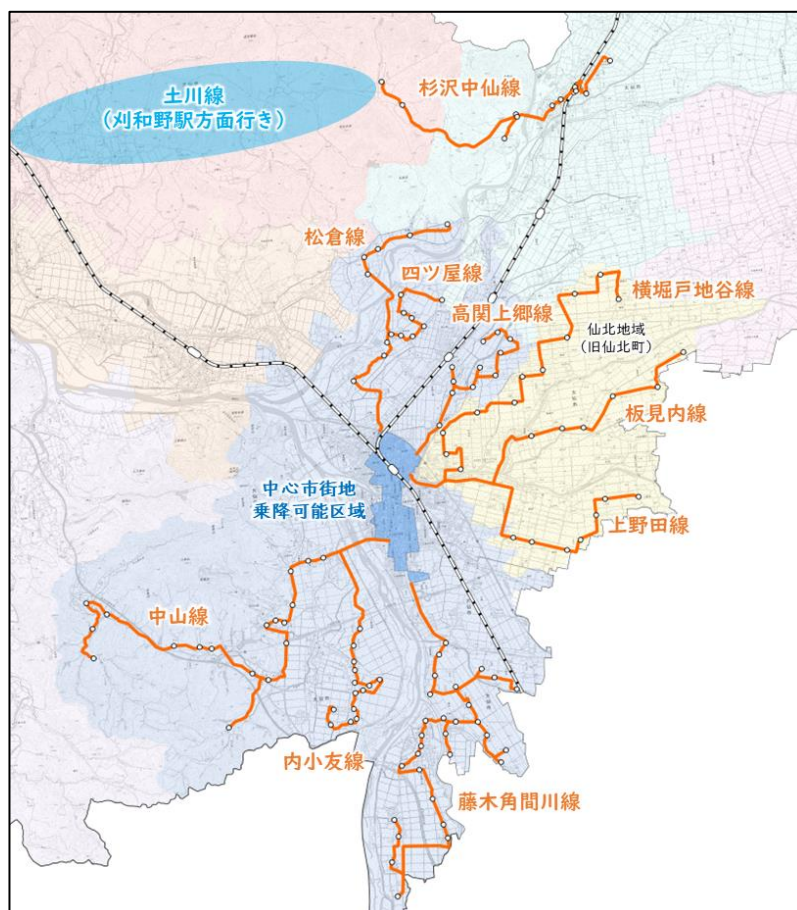 土川線
（刈和野駅方面行き）
杉沢中仙線
松倉線
四ツ屋線
高関上郷線
横堀戸地谷線
仙北地域
（旧仙北町）
板見内線
中心市街地
乗降可能区域
上野田線
中山線
内小友線
藤木角間川線